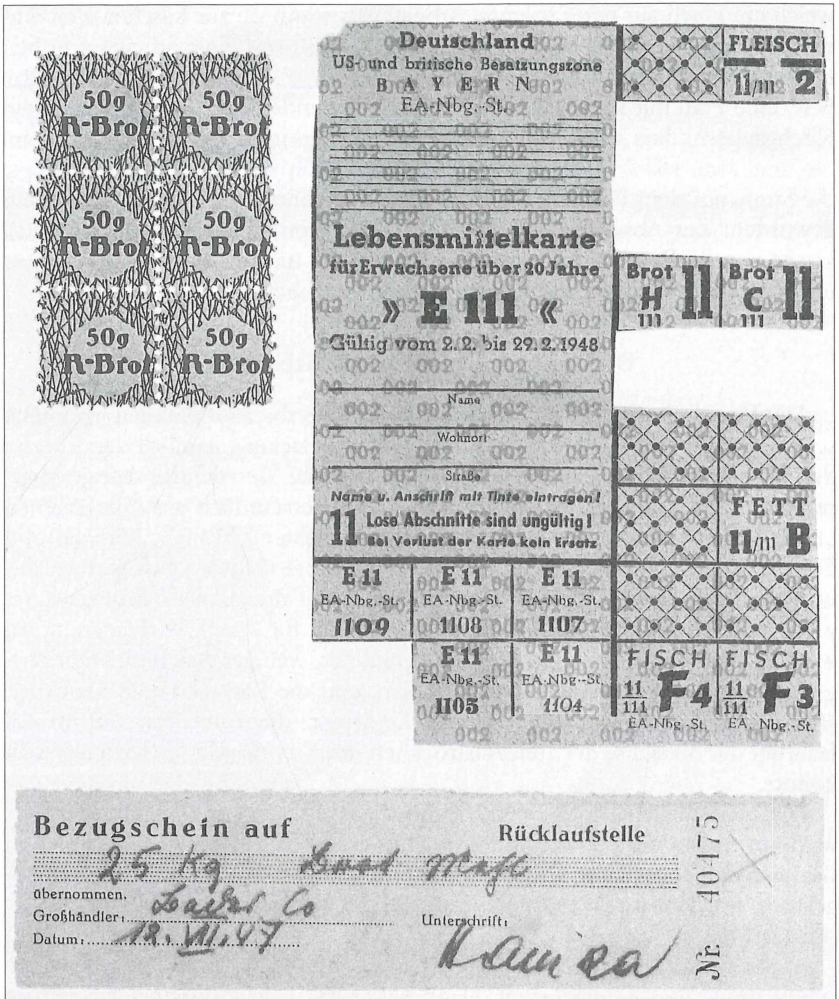 50g
R-Brot
50g
R-Brot
50g
R-Brot
50g
R-Brot
50g
R-Brot
50g
R-Brot
Deutschland
US- und britische Besatzungszone
BAYERN
EA-Nbg.-St.
Lebensmittelkarte
für Erwachsene über 20 Jahre
» E 111 «
Gültig vom 2.2. bis 29.2.1948
Name
Wohnort
Straße
Name u. Anschrift mit Tinte eintragen!
11 Lose Abschnitte sind ungültig!
Bei Verlust der Karte kein Ersatz
FLEISCH
11/111 2
Brot
H 11
111
Brot
C 11
111
FETT
11/111 B
E 11
EA-Nbg.-St.
1109
E 11
EA-Nbg.-St.
1108
E 11
EA-Nbg.-St.
1107
E 11
EA-Nbg.-St.
1105
E 11
EA-Nbg.-St.
1104
FISCH
11/111 F4
EA-Nbg.-St.
FISCH
11/111 F3
EA, Nbg.-St.
Bezugschein auf Rücklaufstelle
25 Kg
übernommen.
Großhändler: Co
Datum: 12. VII. 47
Unterschrift:
Nr. 40475